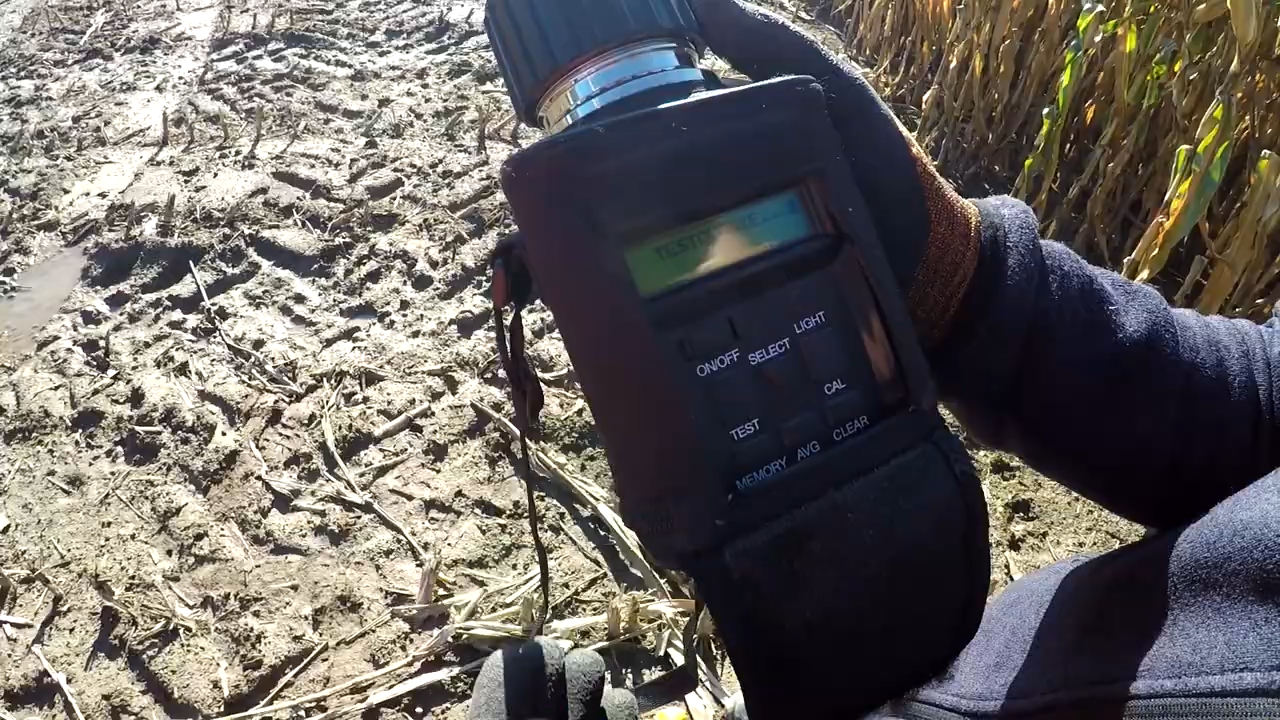 LIGHT
ON/OFF SELECT
CAL
TEST
MEMORY AVG CLEAR